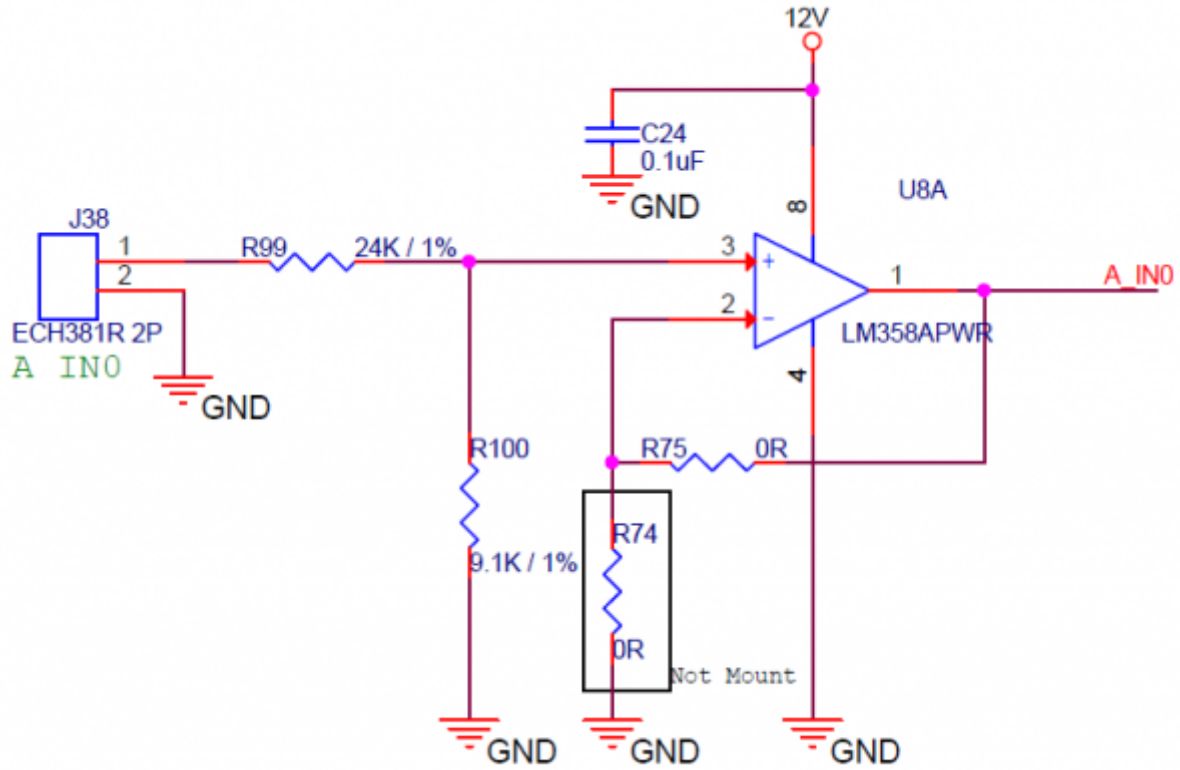 12V
C24
0.1uF
GND
U8A
8
J38
1
R99
24K / 1%
3
+
2
1
A_IN0
2
-
ECH381R 2P
LM358APWR
A IN0
4
GND
R100
R75
0R
R74
9.1K / 1%
0R
Not Mount
GND
GND
GND